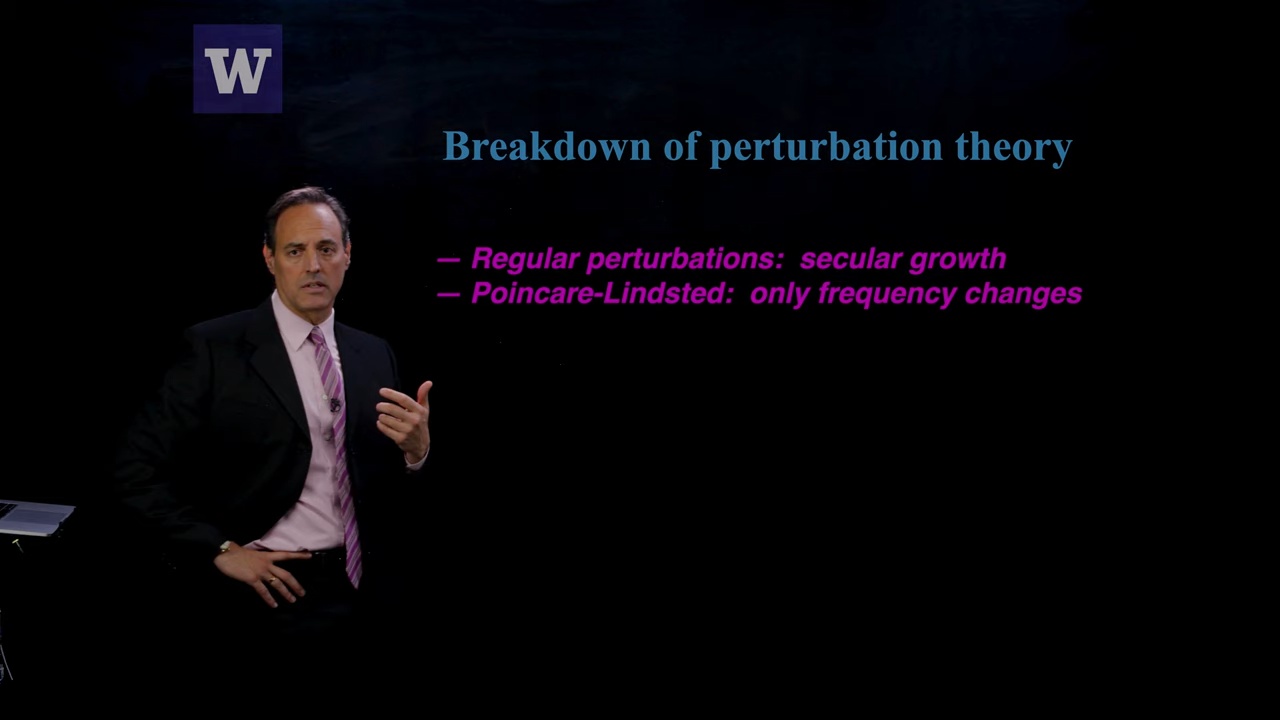 W
Breakdown of perturbation theory
— Regular perturbations: secular growth
— Poincare-Lindsted: only frequency changes